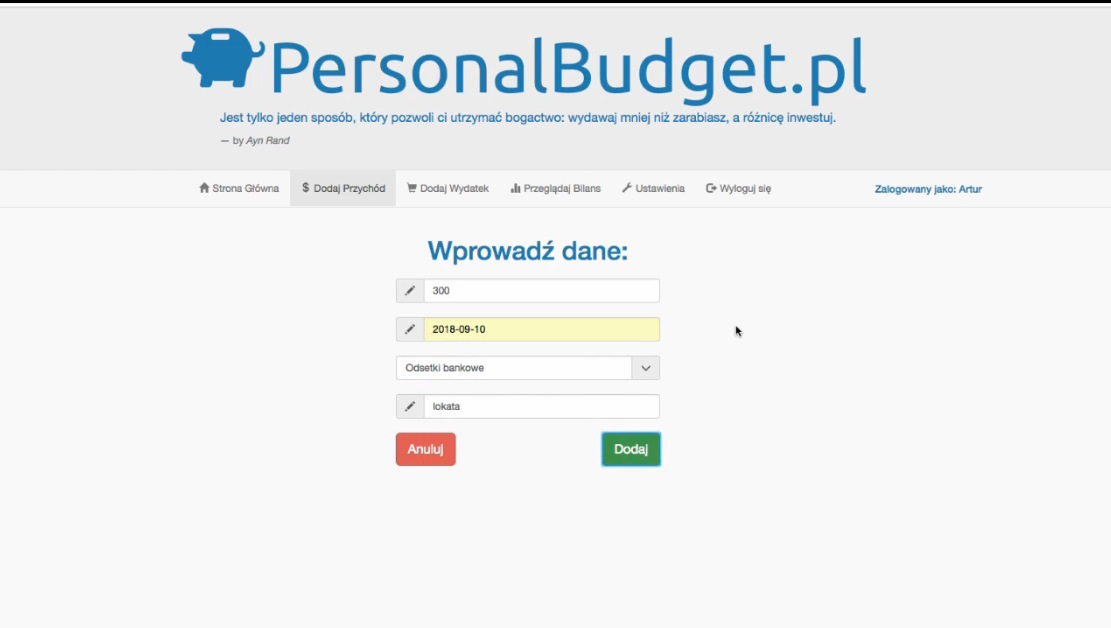 PersonalBudget.pl
Jest tylko jeden sposób, który pozwoli ci utrzymać bogactwo: wydawaj mniej niż zarabiasz, a różnicę inwestuj.
— by Ayn Rand
Strona Główna $ Dodaj Przychód Dodaj Wydatek Przeglądaj Bilans Ustawienia Wyloguj się Zalogowany jako: Artur
Wprowadź dane:
300
2018-09-10
Odsetki bankowe
lokata
Anuluj Dodaj